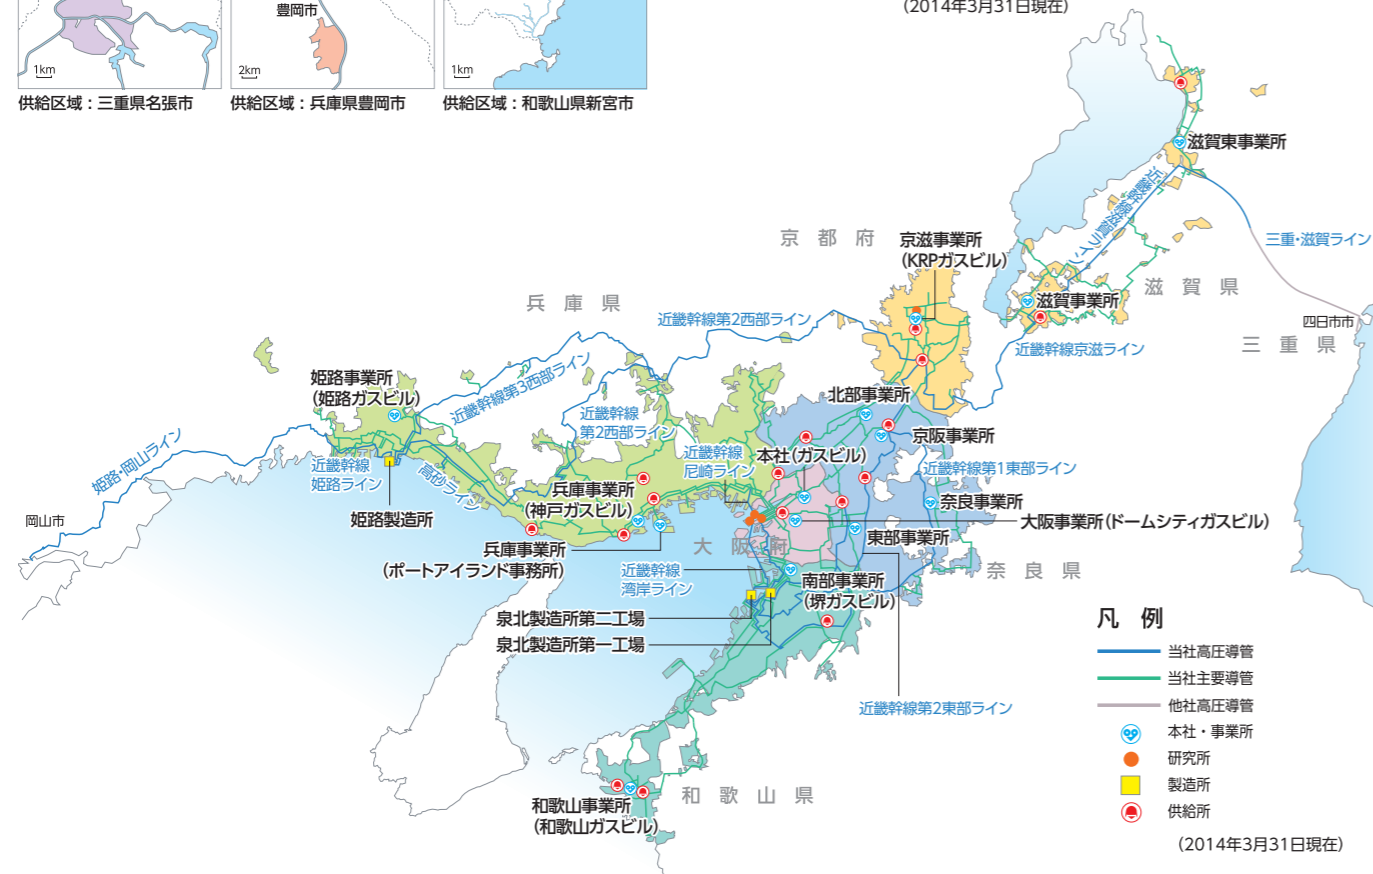 (2014年3月31日現在)
豊岡市
1km
2km
1km
供給区域：三重県名張市
供給区域：兵庫県豊岡市
供給区域：和歌山県新宮市
滋賀東事業所
近畿幹線滋賀ライン
京都府
京滋事業所
(KRPガスビル)
三重・滋賀ライン
滋賀県
滋賀事業所
兵庫県
近畿幹線第2西部ライン
四日市市
三重県
近畿幹線京滋ライン
姫路事業所
(姫路ガスビル)
近畿幹線第3西部ライン
北部事業所
近畿幹線
第2西部ライン
京阪事業所
姫路・岡山ライン
近畿幹線
姫路ライン
高砂ライン
近畿幹線
尼崎ライン
本社(ガスビル)
近畿幹線第1東部ライン
兵庫事業所
(神戸ガスビル)
奈良事業所
岡山市
姫路製造所
大阪事業所(ドームシティガスビル)
東部事業所
大阪府
兵庫事業所
(ポートアイランド事務所)
近畿幹線
湾岸ライン
奈良県
南部事業所
(堺ガスビル)
泉北製造所第二工場
泉北製造所第一工場
近畿幹線第2東部ライン
和歌山県
和歌山事業所
(和歌山ガスビル)
凡例
当社高圧導管
当社主要導管
他社高圧導管
本社・事業所
研究所
製造所
供給所
(2014年3月31日現在)